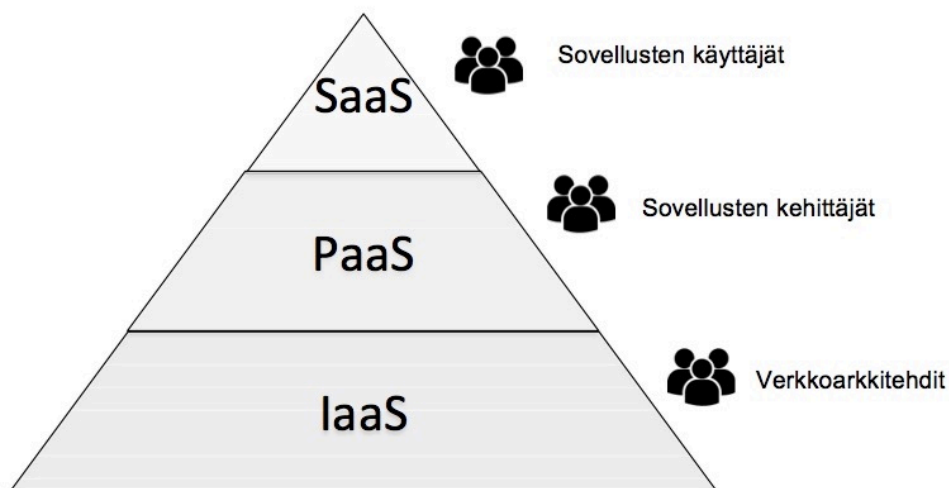 SaaS
Sovellusten käyttäjät
PaaS
Sovellusten kehittäjät
IaaS
Verkkoarkkitehdit